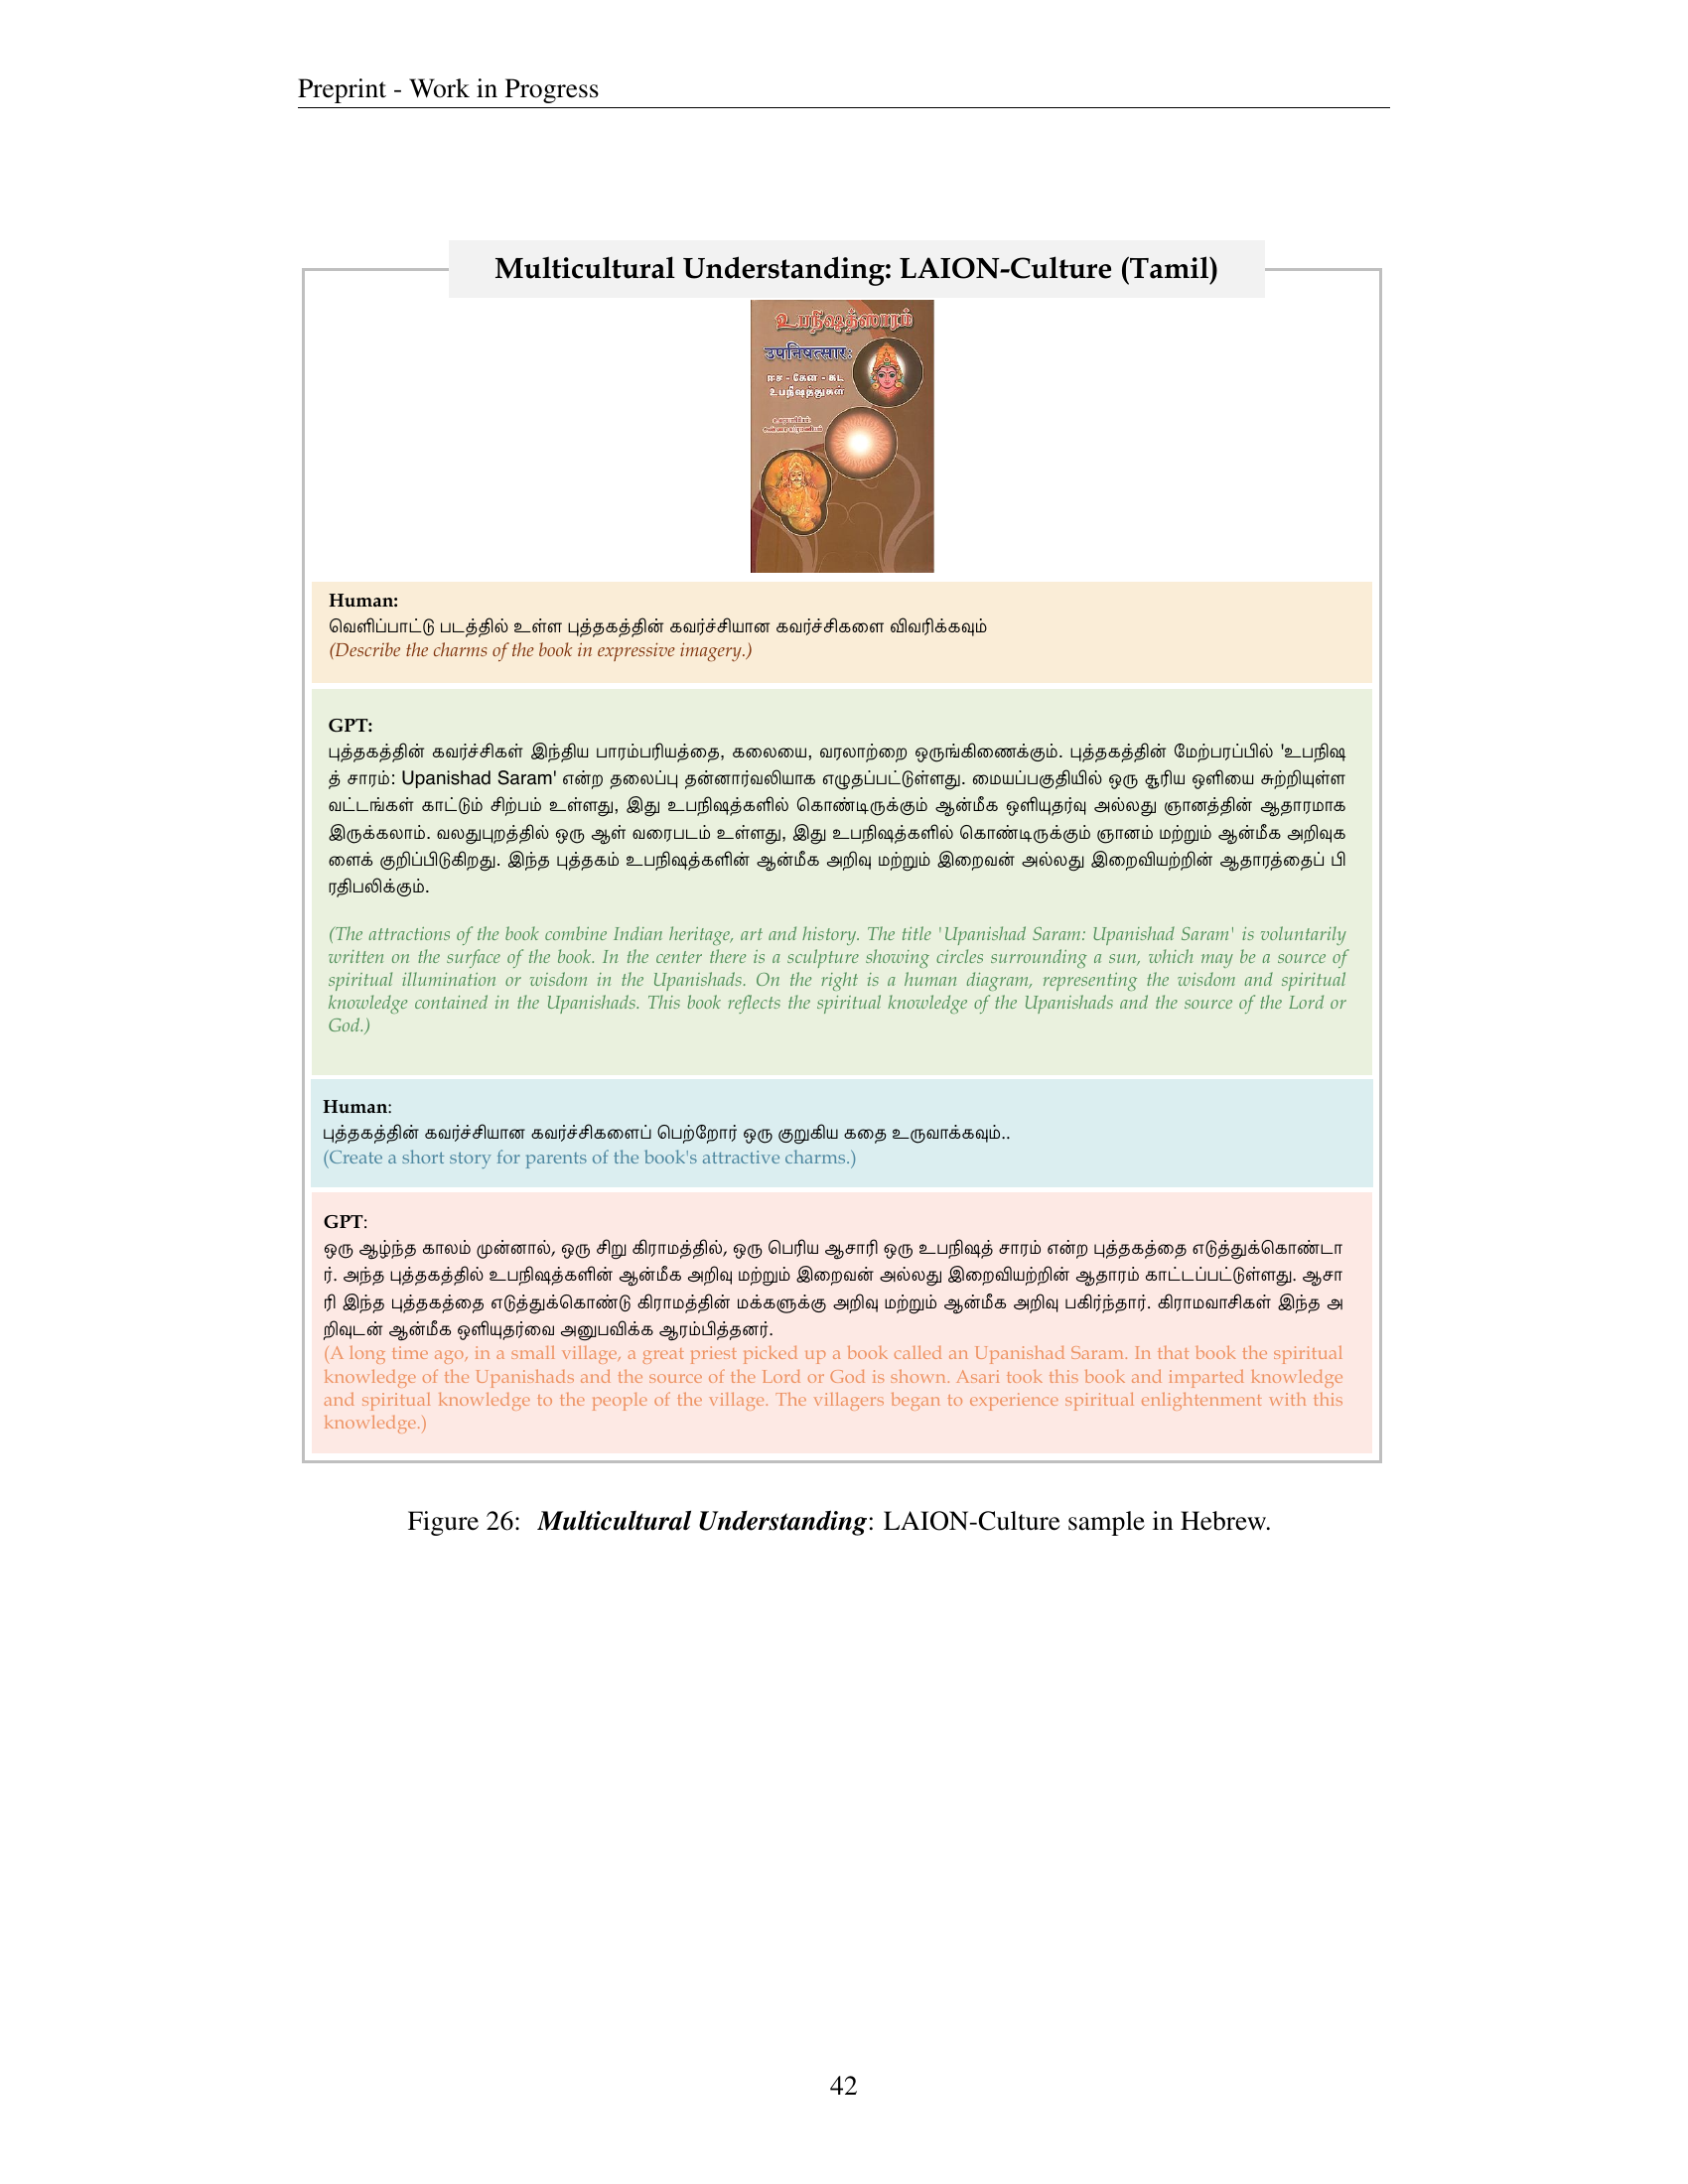 Preprint - Work in Progress
Multicultural Understanding: LAION-Culture (Tamil)
உபநிஷத்ஸாரம்
उपनिषत्सार:
ஈச - கேன - கட
உபநிஷத்துகள்
Human:
வெளிப்பாட்டு படத்தில் உள்ள புத்தகத்தின் கவர்ச்சியான கவர்ச்சிகளை விவரிக்கவும்
(Describe the charms of the book in expressive imagery.)
GPT:
புத்தகத்தின் கவர்ச்சிகள் இந்திய பாரம்பரியத்தை, கலையை, வரலாற்றை ஒருங்கிணைக்கும். புத்தகத்தின் மேற்பரப்பில் 'உபநிஷ
த் சாரம்: Upanishad Saram' என்ற தலைப்பு தன்னார்வலியாக எழுதப்பட்டுள்ளது. மையப்பகுதியில் ஒரு சூரிய ஒளியை சுற்றியுள்ள
வட்டங்கள் காட்டும் சிற்பம் உள்ளது, இது உபநிஷத்களில் கொண்டிருக்கும் ஆன்மீக ஒளியுதர்வு அல்லது ஞானத்தின் ஆதாரமாக
இருக்கலாம். வலதுபுறத்தில் ஒரு ஆள் வரைபடம் உள்ளது, இது உபநிஷத்களில் கொண்டிருக்கும் ஞானம் மற்றும் ஆன்மீக அறிவுக
ளைக் குறிப்பிடுகிறது. இந்த புத்தகம் உபநிஷத்களின் ஆன்மீக அறிவு மற்றும் இறைவன் அல்லது இறைவியற்றின் ஆதாரத்தைப் பி
ரதிபலிக்கும்.
(The attractions of the book combine Indian heritage, art and history. The title 'Upanishad Saram: Upanishad Saram' is voluntarily
written on the surface of the book. In the center there is a sculpture showing circles surrounding a sun, which may be a source of
spiritual illumination or wisdom in the Upanishads. On the right is a human diagram, representing the wisdom and spiritual
knowledge contained in the Upanishads. This book reflects the spiritual knowledge of the Upanishads and the source of the Lord or
God.)
Human:
புத்தகத்தின் கவர்ச்சியான கவர்ச்சிகளைப் பெற்றோர் ஒரு குறுகிய கதை உருவாக்கவும்..
(Create a short story for parents of the book's attractive charms.)
GPT:
ஒரு ஆழ்ந்த காலம் முன்னால், ஒரு சிறு கிராமத்தில், ஒரு பெரிய ஆசாரி ஒரு உபநிஷத் சாரம் என்ற புத்தகத்தை எடுத்துக்கொண்டா
ர். அந்த புத்தகத்தில் உபநிஷத்களின் ஆன்மீக அறிவு மற்றும் இறைவன் அல்லது இறைவியற்றின் ஆதாரம் காட்டப்பட்டுள்ளது. ஆசா
ரி இந்த புத்தகத்தை எடுத்துக்கொண்டு கிராமத்தின் மக்களுக்கு அறிவு மற்றும் ஆன்மீக அறிவு பகிர்ந்தார். கிராமவாசிகள் இந்த அ
றிவுடன் ஆன்மீக ஒளியுதர்வை அனுபவிக்க ஆரம்பித்தனர்.
(A long time ago, in a small village, a great priest picked up a book called an Upanishad Saram. In that book the spiritual
knowledge of the Upanishads and the source of the Lord or God is shown. Asari took this book and imparted knowledge
and spiritual knowledge to the people of the village. The villagers began to experience spiritual enlightenment with this
knowledge.)
Figure 26: Multicultural Understanding: LAION-Culture sample in Hebrew.
42